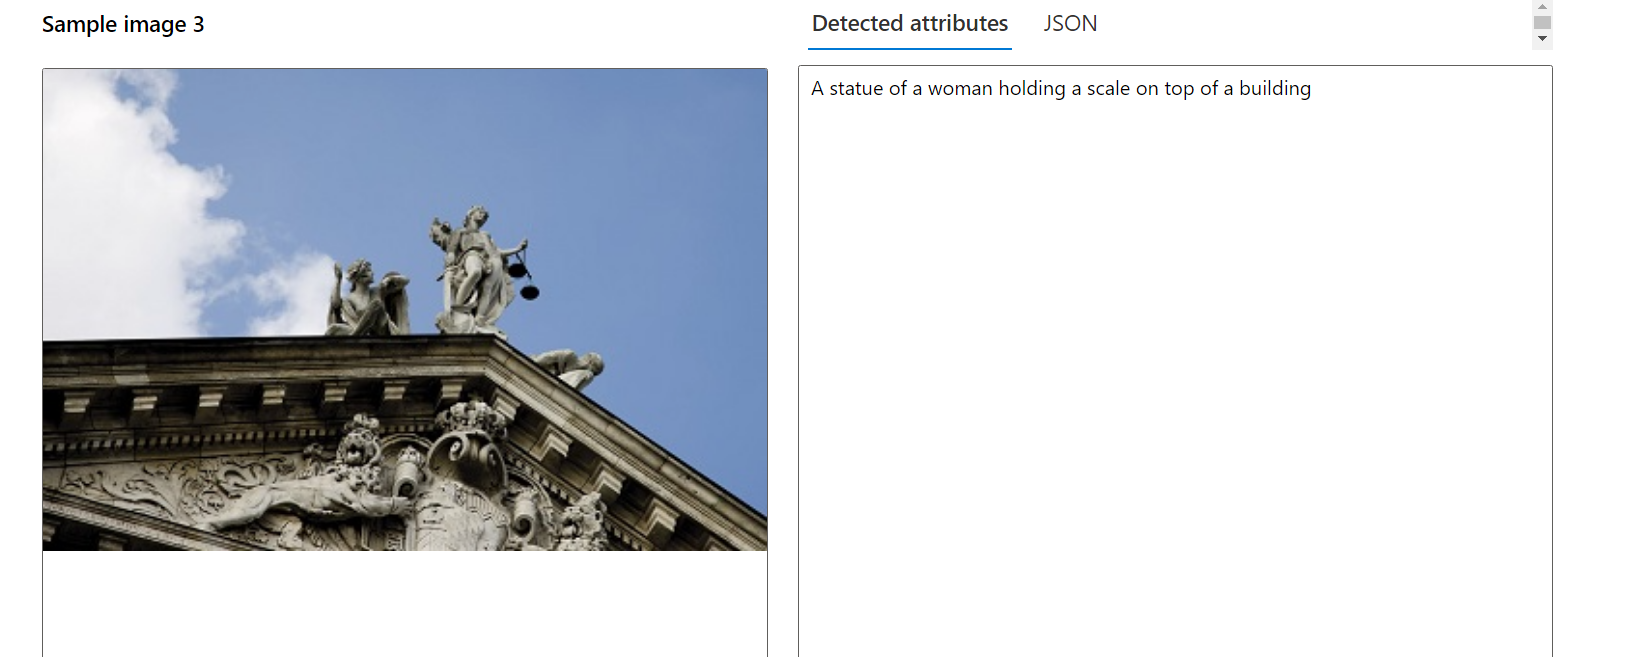 Sample image 3
Detected attributes
JSON
A statue of a woman holding a scale on top of a building